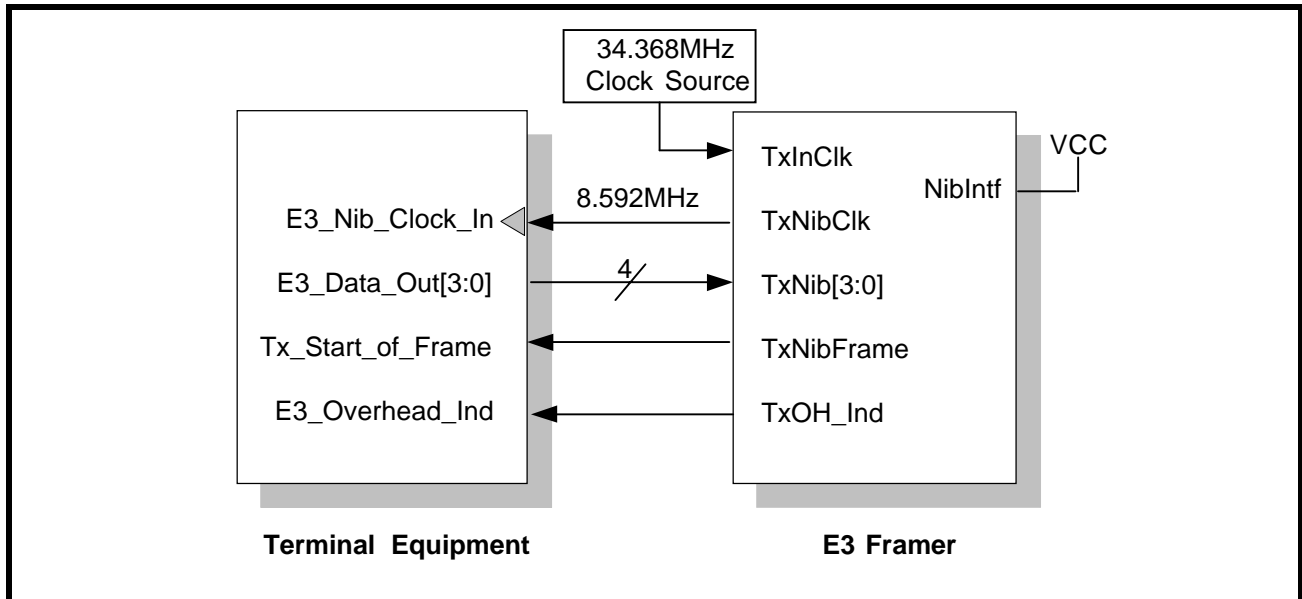 34.368MHz
Clock Source
VCC
TxInClk
NibIntf
8.592MHz
E3_Nib_Clock_In
TxNibClk
4
E3_Data_Out[3:0]
TxNib[3:0]
Tx_Start_of_Frame
TxNibFrame
E3_Overhead_Ind
TxOH_Ind
Terminal Equipment
E3 Framer